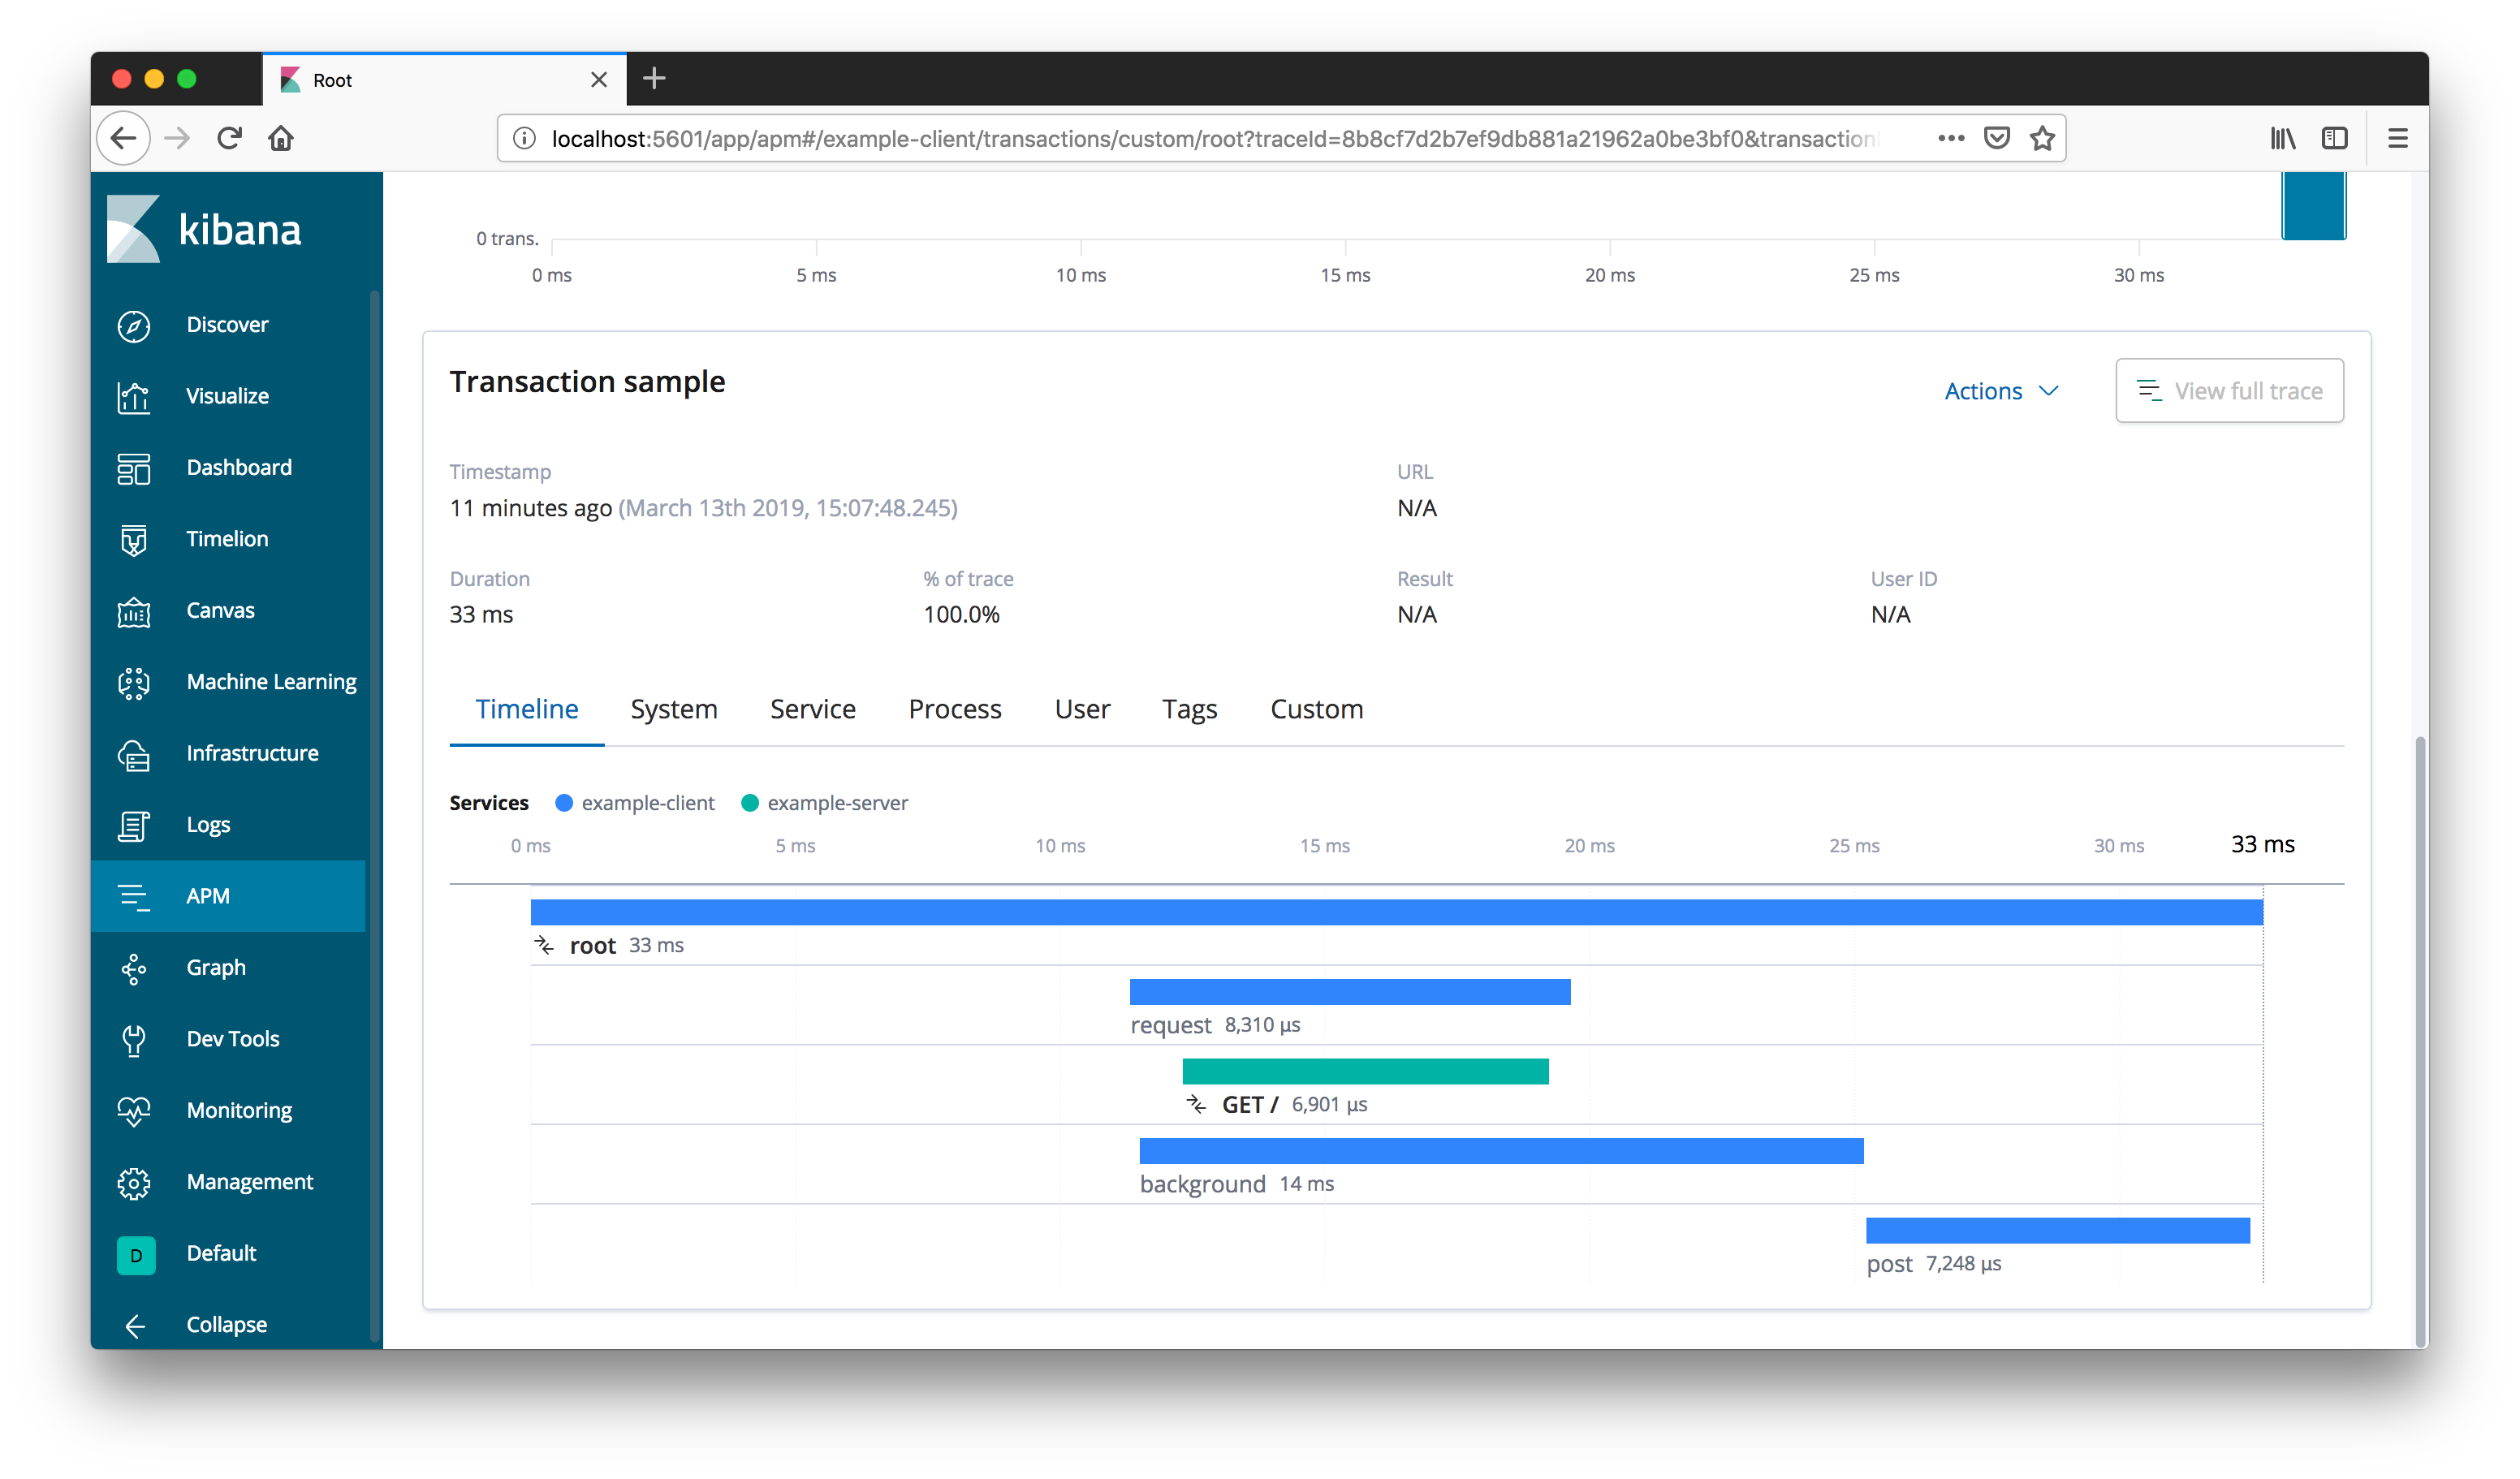 Root
localhost:5601/app/apm#/example-client/transactions/custom/root?traceId=8b8cf7d2b7ef9db881a21962a0be3bf0&transaction
kibana
Discover
Visualize
Dashboard
Timelion
Canvas
Machine Learning
Infrastructure
Logs
APM
Graph
Dev Tools
Monitoring
Management
D Default
Collapse
0 trans.
0 ms 5 ms 10 ms 15 ms 20 ms 25 ms 30 ms
Transaction sample
Actions
View full trace
Timestamp
11 minutes ago (March 13th 2019, 15:07:48.245)
URL
N/A
Duration
33 ms
% of trace
100.0%
Result
N/A
User ID
N/A
Timeline System Service Process User Tags Custom
Services example-client example-server
0 ms 5 ms 10 ms 15 ms 20 ms 25 ms 30 ms 33 ms
root 33 ms
request 8,310 μs
GET / 6,901 μs
background 14 ms
post 7,248 μs